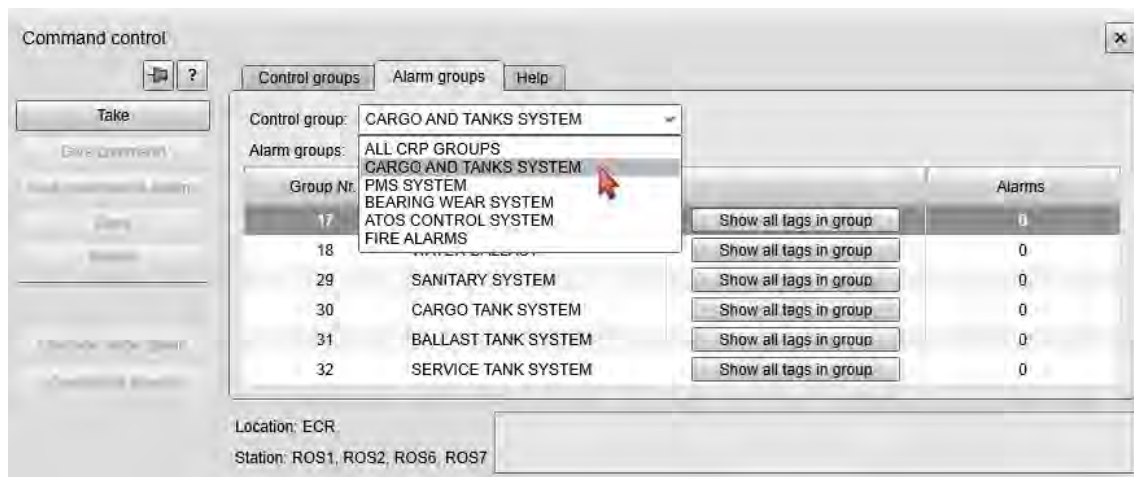 Command control
?
Control groups
Alarm groups
Help
Take
Give command
Control group: CARGO AND TANKS SYSTEM
Alarm groups:
ALL CRP GROUPS
CARGO AND TANKS SYSTEM
PMS SYSTEM
BEARING WEAR SYSTEM
ATOS CONTROL SYSTEM
FIRE ALARMS
Group Nr. Alarms
17 Show all tags in group 0
18 WATER BALLAST Show all tags in group 0
29 SANITARY SYSTEM Show all tags in group 0
30 CARGO TANK SYSTEM Show all tags in group 0
31 BALLAST TANK SYSTEM Show all tags in group 0
32 SERVICE TANK SYSTEM Show all tags in group 0
Location: ECR
Station: ROS1, ROS2, ROS6, ROS7